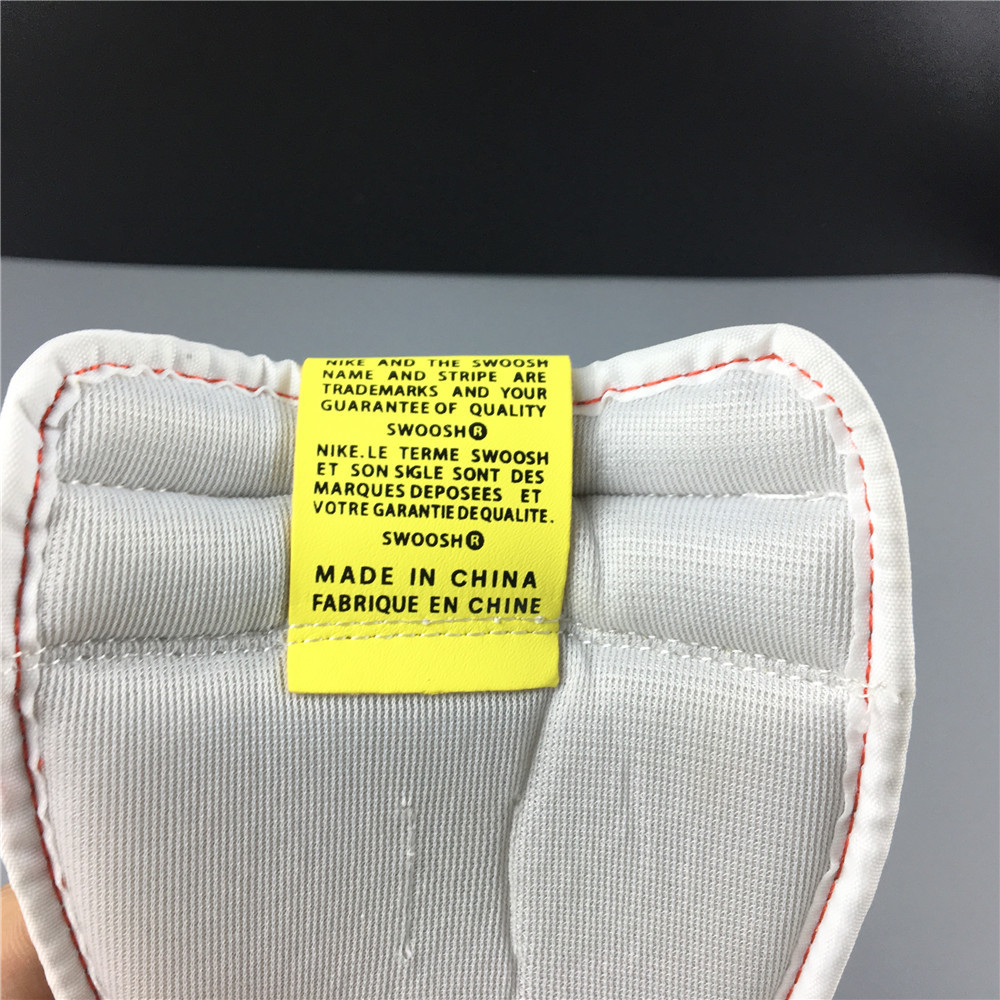 NIKE AND THE SWOOSH
NAME AND STRIPE ARE
TRADEMARKS AND YOUR
GUARANTEE OF QUALITY
SWOOSH®
NIKE.LE TERME SWOOSH
ET SON SIGLE SONT DES
MARQUES DEPOSEES ET
VOTRE GARANTIE DE QUALITE.
SWOOSH®
MADE IN CHINA
FABRIQUE EN CHINE